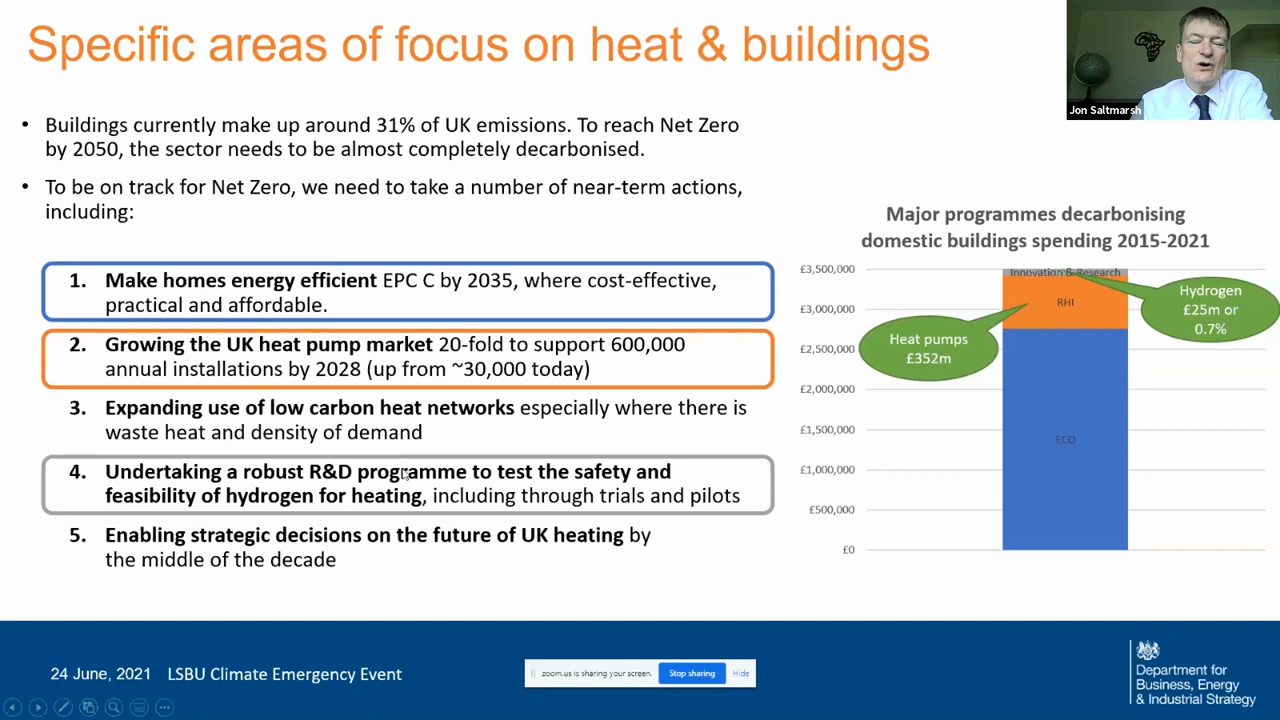 Specific areas of focus on heat & buildings
Jon Saltmarsh
• Buildings currently make up around 31% of UK emissions. To reach Net Zero
by 2050, the sector needs to be almost completely decarbonised.
• To be on track for Net Zero, we need to take a number of near-term actions,
including:
1. Make homes energy efficient EPC C by 2035, where cost-effective,
practical and affordable.
2. Growing the UK heat pump market 20-fold to support 600,000
annual installations by 2028 (up from ~30,000 today)
3. Expanding use of low carbon heat networks especially where there is
waste heat and density of demand
4. Undertaking a robust R&D programme to test the safety and
feasibility of hydrogen for heating, including through trials and pilots
5. Enabling strategic decisions on the future of UK heating by
the middle of the decade
Major programmes decarbonising
domestic buildings spending 2015-2021
£3,500,000
£3,000,000
£2,500,000
£2,000,000
£1,500,000
£1,000,000
£500,000
£0
Innovation & Research
RHI
ECO
Heat pumps
£352m
Hydrogen
£25m or
0.7%
24 June, 2021 LSBU Climate Emergency Event
zoom.us is sharing your screen. Stop sharing Hide
Department for
Business, Energy
& Industrial Strategy